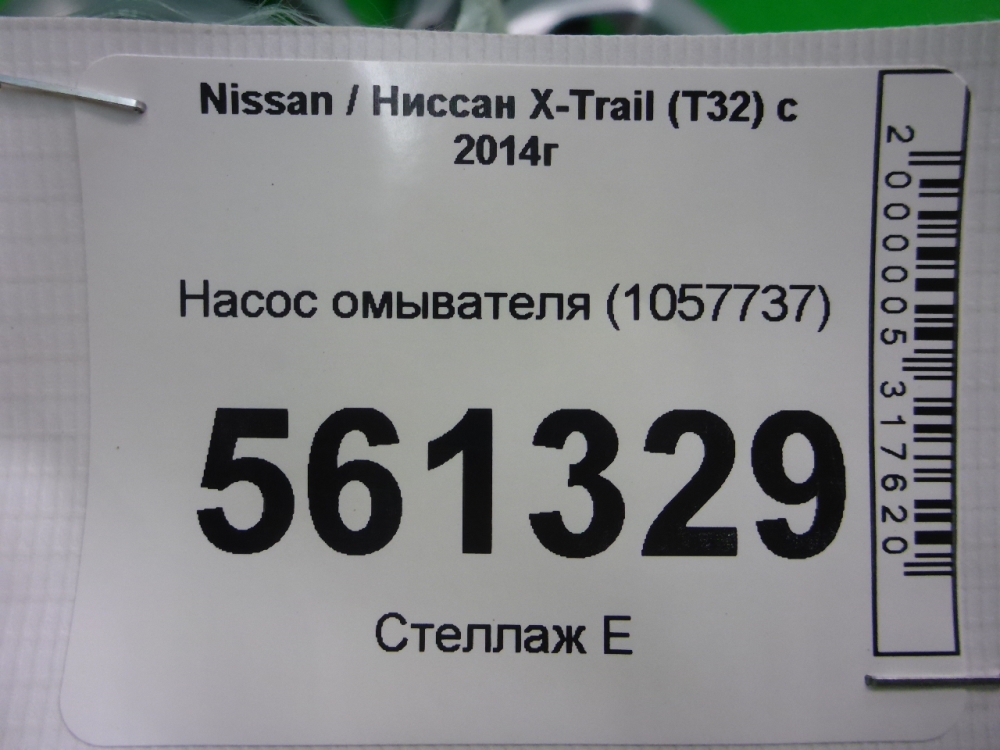 Nissan / Ниссан X-Trail (T32) с
2014г
Насос омывателя (1057737)
561329
Стеллаж Е
2000005317620